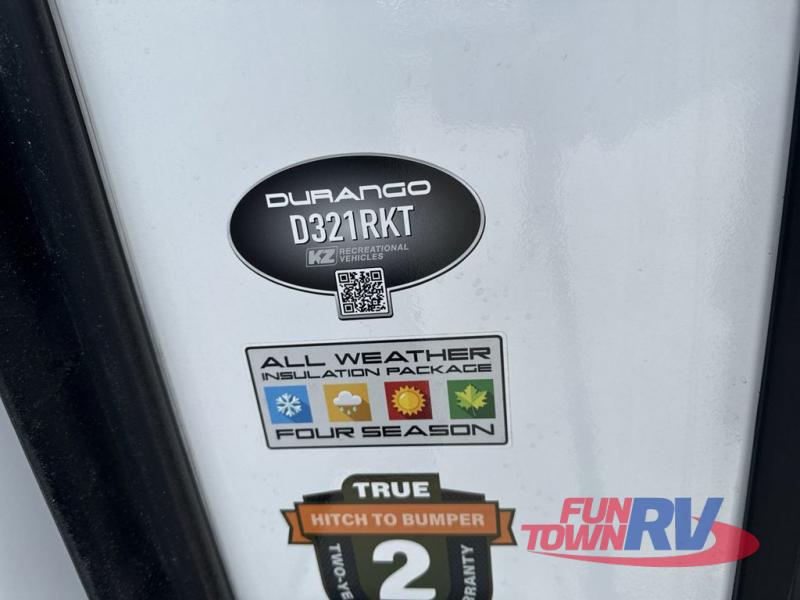 DURANGO
D321RKT
KZ RECREATIONAL
VEHICLES
ALL WEATHER
INSULATION PACKAGE
FOUR SEASON
TRUE
HITCH TO BUMPER
2
FUN
TOWN RV